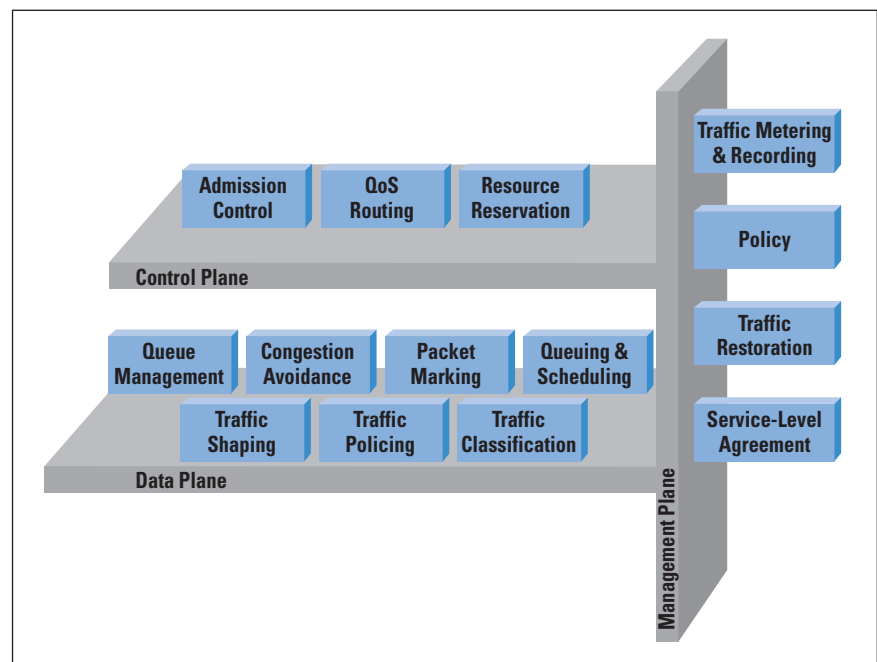 Admission
Control
QoS
Routing
Resource
Reservation
Control Plane
Queue
Management
Congestion
Avoidance
Packet
Marking
Queuing &
Scheduling
Traffic
Shaping
Traffic
Policing
Traffic
Classification
Data Plane
Management Plane
Traffic Metering
& Recording
Policy
Traffic
Restoration
Service-Level
Agreement